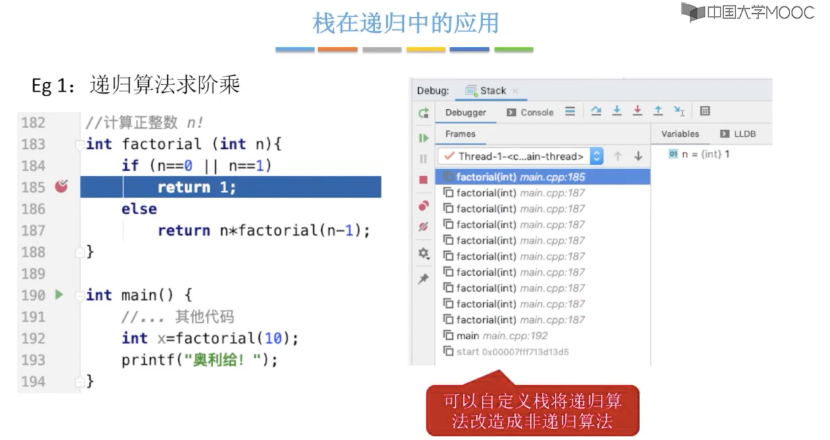 中国大学MOOC
栈在递归中的应用
Eg 1：递归算法求阶乘
182 //计算正整数 n!
183 int factorial (int n){
184 if (n==0 || n==1)
185 return 1;
186 else
187 return n*factorial(n-1);
188 }
189
190 int main() {
191 //... 其他代码
192 int x=factorial(10);
193 printf("奥利给！");
194 }
Debug: Stack ×
Debugger Console
Frames
Thread-1-<c...ain-thread>
factorial(int) main.cpp:185
factorial(int) main.cpp:187
factorial(int) main.cpp:187
factorial(int) main.cpp:187
factorial(int) main.cpp:187
factorial(int) main.cpp:187
factorial(int) main.cpp:187
factorial(int) main.cpp:187
factorial(int) main.cpp:187
factorial(int) main.cpp:187
main main.cpp:192
start 0x00007fff713d13d5
Variables LLDB
n = {int} 1
可以自定义栈将递归算
法改造成非递归算法